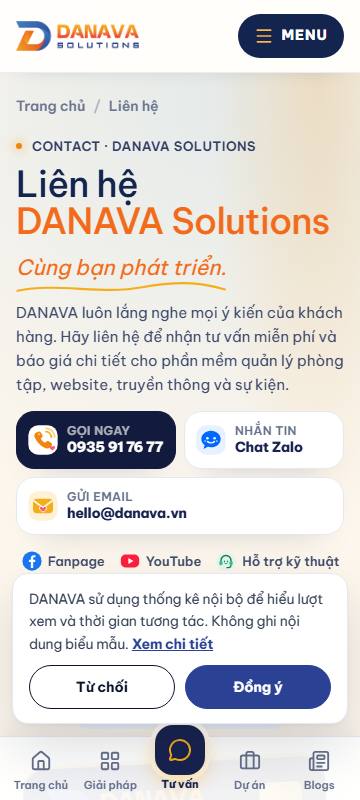 DANAVA
SOLUTIONS
MENU
Trang chủ / Liên hệ
CONTACT · DANAVA SOLUTIONS
Liên hệ
DANAVA Solutions
Cùng bạn phát triển.
DANAVA luôn lắng nghe mọi ý kiến của khách
hàng. Hãy liên hệ để nhận tư vấn miễn phí và
báo giá chi tiết cho phần mềm quản lý phòng
tập, website, truyền thông và sự kiện.
GỌI NGAY
0935 91 76 77
NHẮN TIN
Chat Zalo
GỬI EMAIL
hello@danava.vn
Fanpage YouTube Hỗ trợ kỹ thuật
DANAVA sử dụng thống kê nội bộ để hiểu lượt
xem và thời gian tương tác. Không ghi nội
dung biểu mẫu. Xem chi tiết
Từ chối Đồng ý
Trang chủ Giải pháp Tư vấn Dự án Blogs